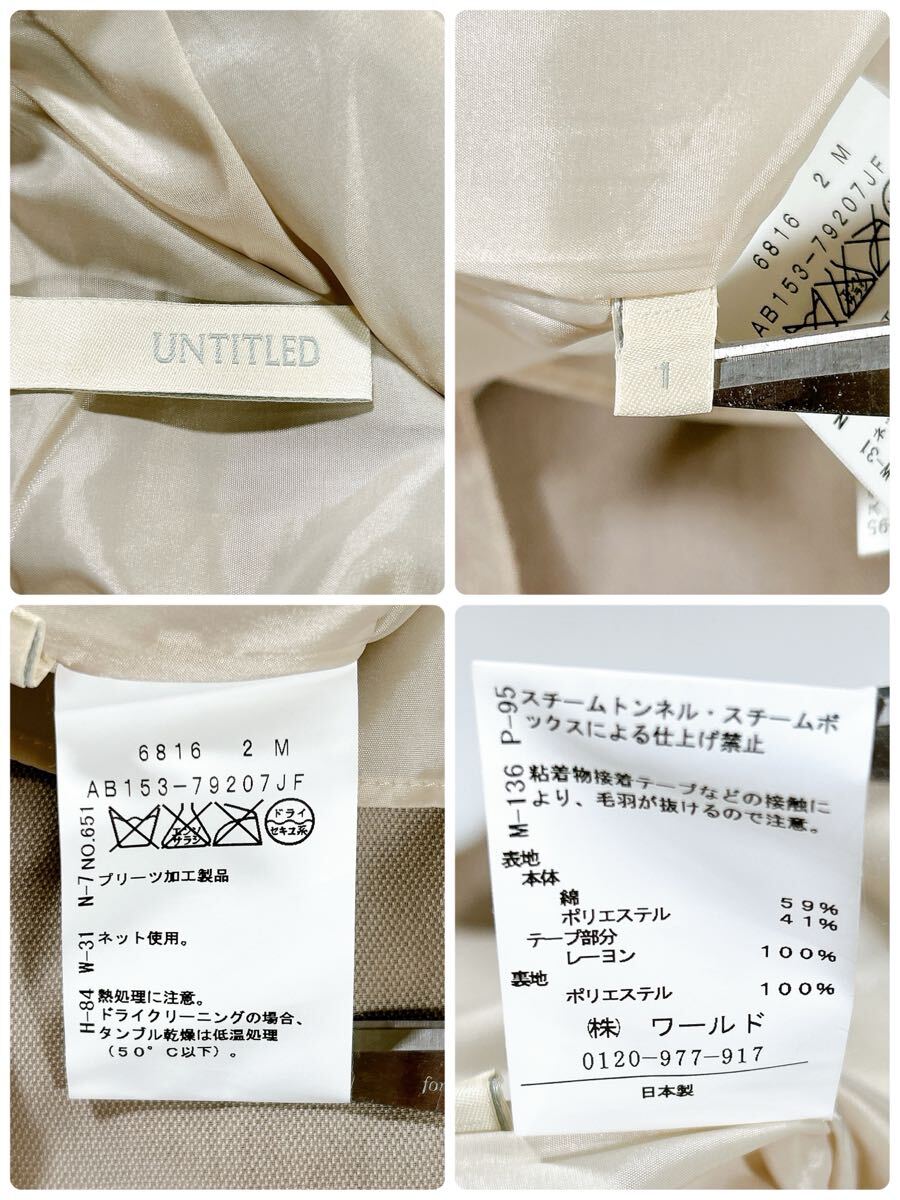 UNTITLED
1
6816 2 M
AB153-79207JF
W-31
6816 2 M
AB153-79207JF
エンソ
サラシ
ドライ
セキユ系
N-7 NO.651
プリーツ加工製品
W-31
ネット使用。
H-84
熱処理に注意。
ドライクリーニングの場合、
タンブル乾燥は低温処理
(50°C以下)。
for
P-95
スチームトンネル・スチームボ
ックスによる仕上げ禁止
M-136
粘着物接着テープなどの接触に
より、毛羽が抜けるので注意。
表地
本体
綿 59%
ポリエステル 41%
テープ部分
レーヨン 100%
裏地
ポリエステル 100%
(株) ワールド
0120-977-917
日本製